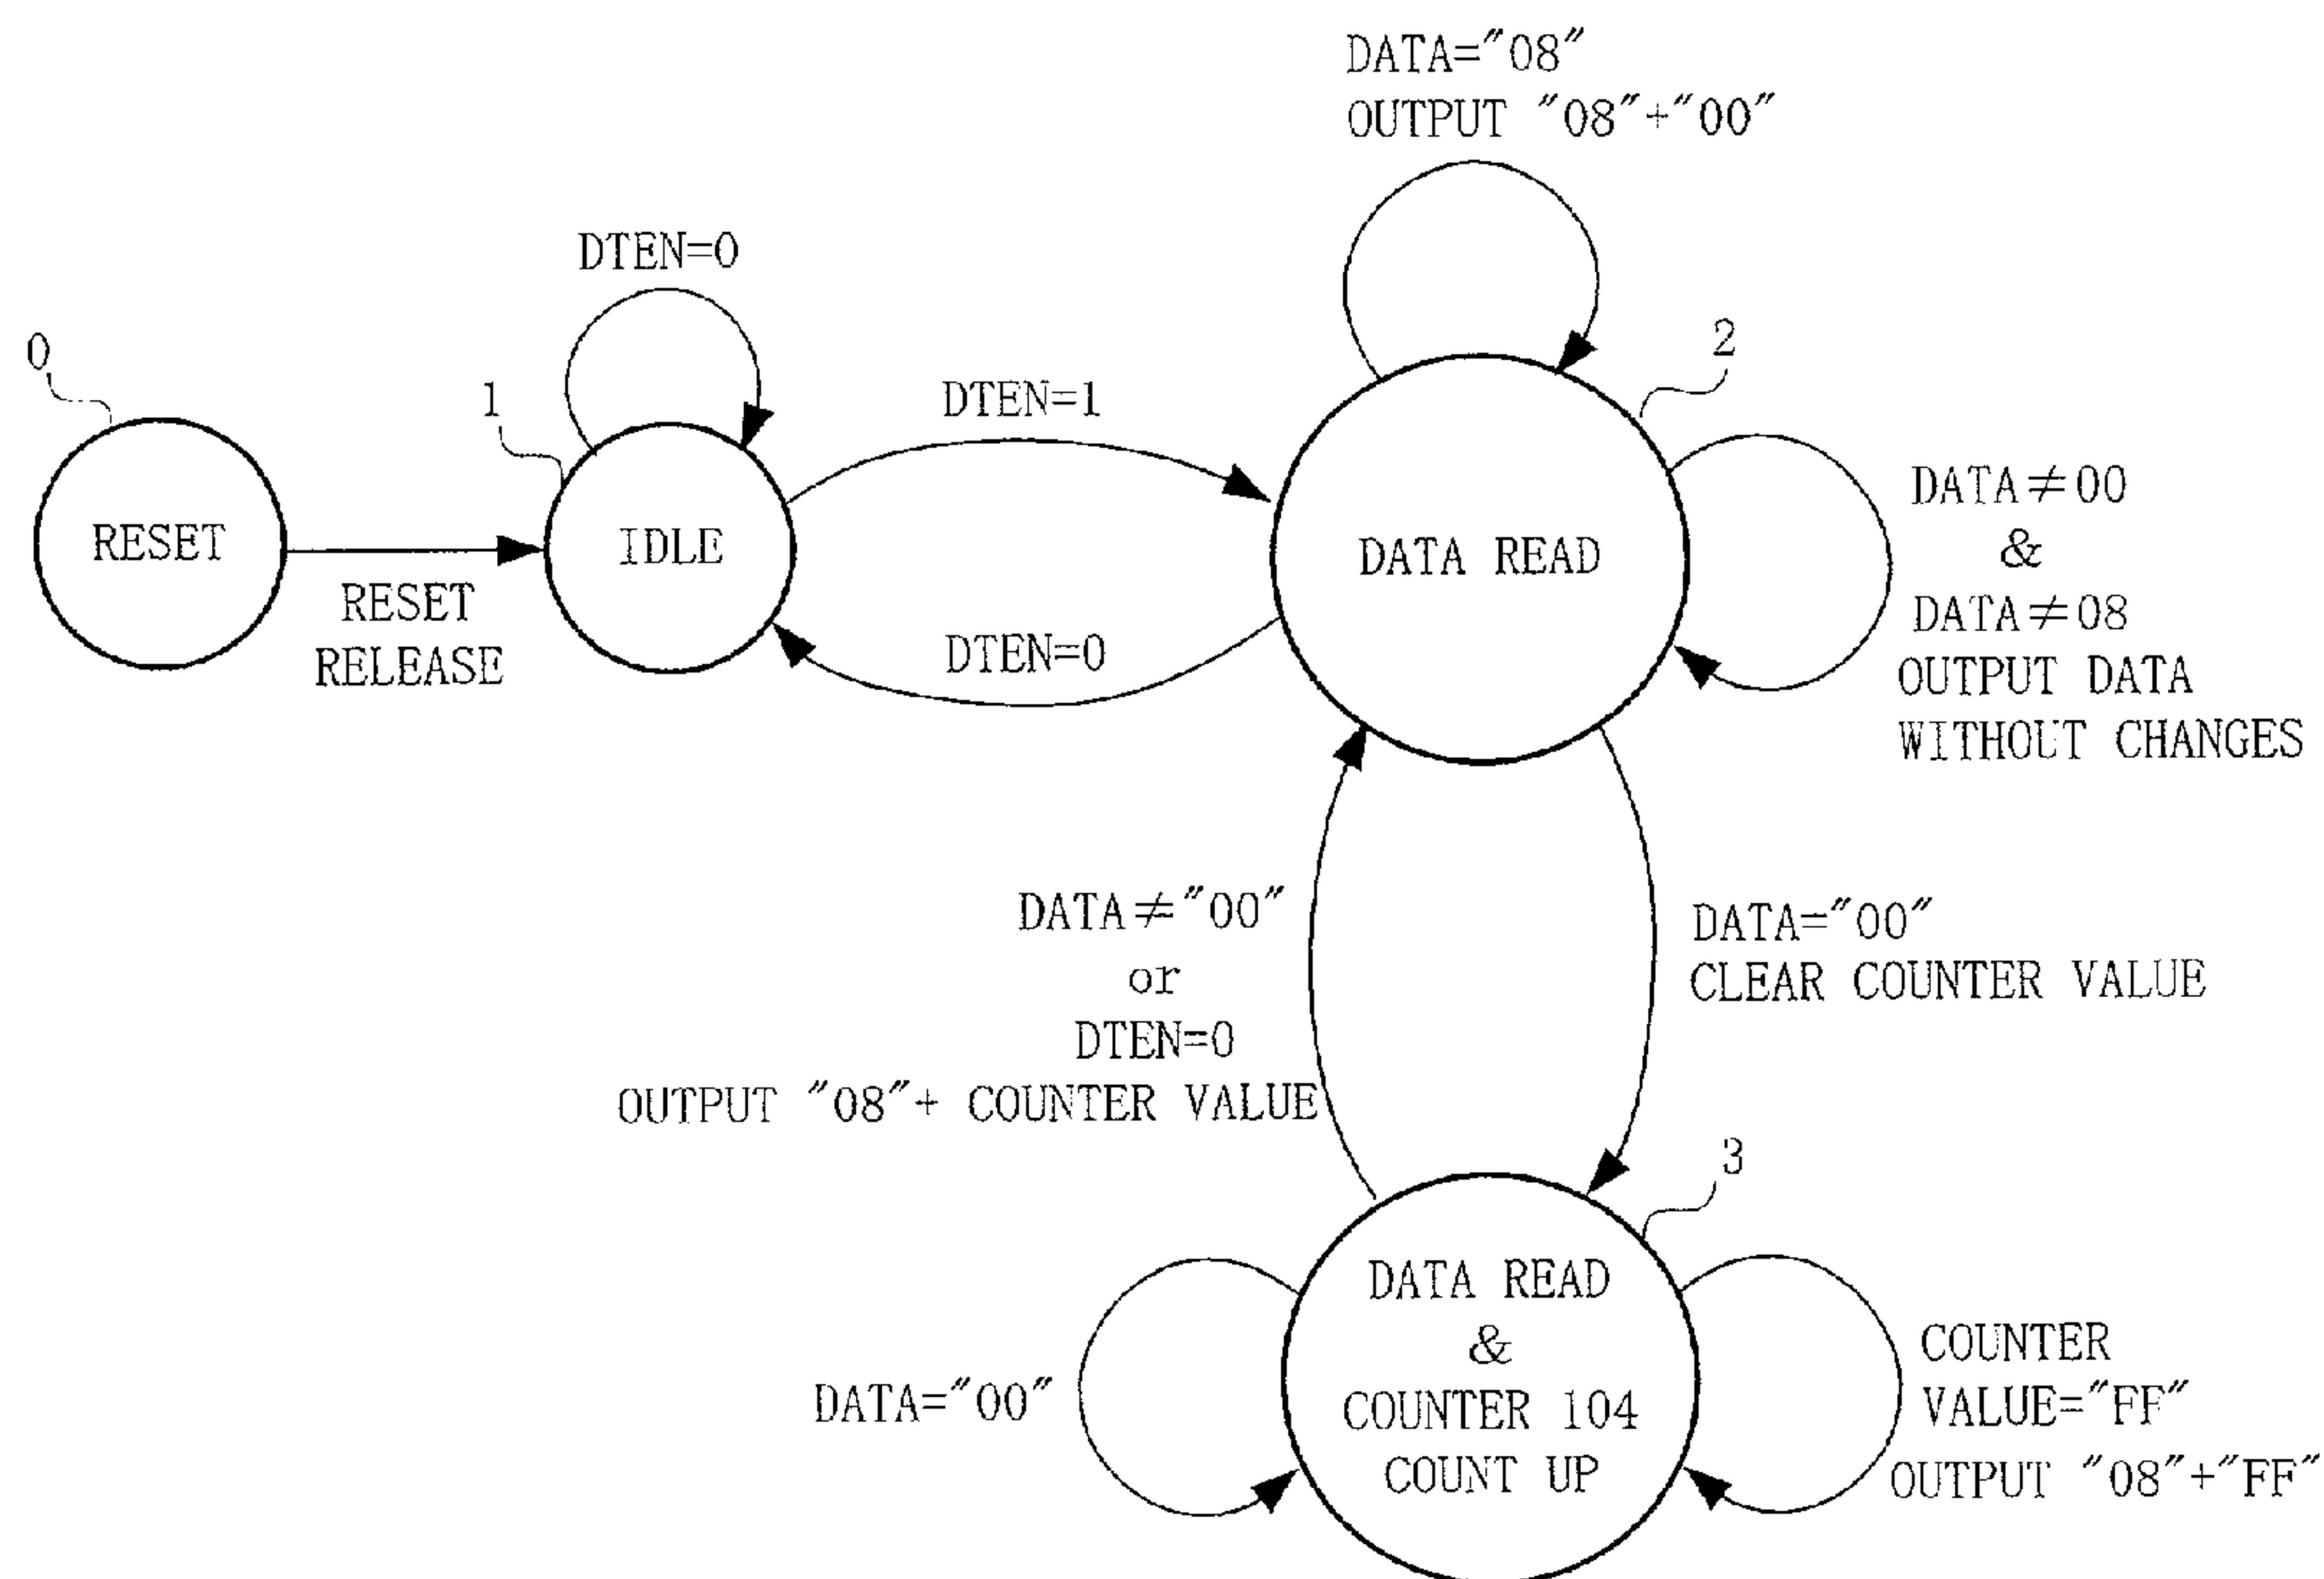 DATA="08"
OUTPUT "08"+"00"
DTEN=0
0
1
2
DTEN=1
RESET
IDLE
DATA READ
RESET
RELEASE
DTEN=0
DATA≠00
&
DATA≠08
OUTPUT DATA
WITHOUT CHANGES
DATA≠"00"
or
DTEN=0
OUTPUT "08"+ COUNTER VALUE
DATA="00"
CLEAR COUNTER VALUE
3
DATA READ
&
COUNTER 104
COUNT UP
DATA="00"
COUNTER
VALUE="FF"
OUTPUT "08"+"FF"